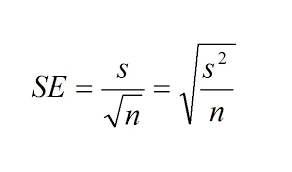 SE = s/√n = √(s²/n)